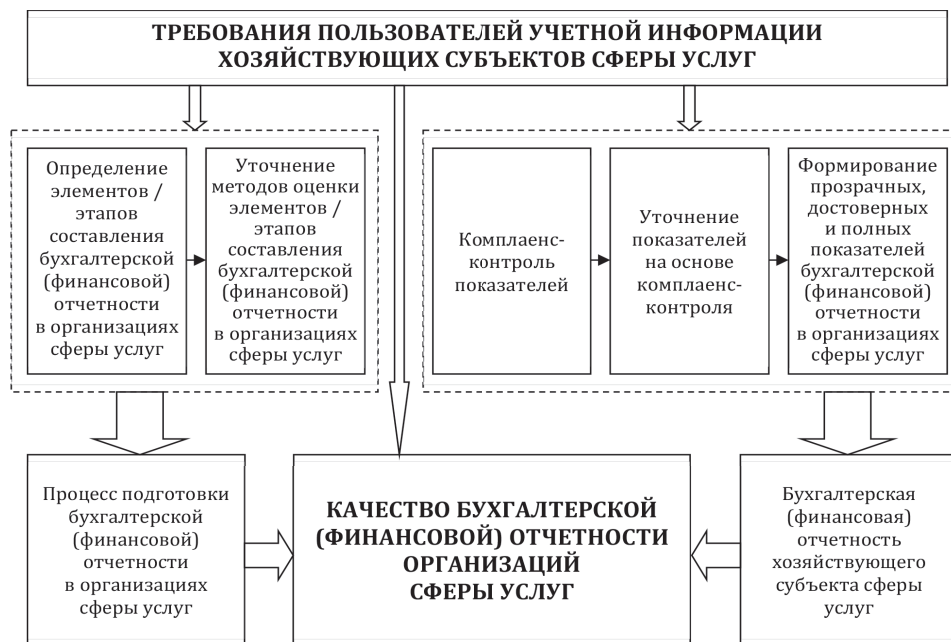 ТРЕБОВАНИЯ ПОЛЬЗОВАТЕЛЕЙ УЧЕТНОЙ ИНФОРМАЦИИ
ХОЗЯЙСТВУЮЩИХ СУБЪЕКТОВ СФЕРЫ УСЛУГ
Определение
элементов /
этапов
составления
бухгалтерской
(финансовой)
отчетности
в организациях
сферы услуг
Уточнение
методов оценки
элементов /
этапов
составления
бухгалтерской
(финансовой)
отчетности
в организациях
сферы услуг
Комплаенс-
контроль
показателей
Уточнение
показателей
на основе
комплаенс-
контроля
Формирование
прозрачных,
достоверных
и полных
показателей
бухгалтерской
(финансовой)
отчетности
в организациях
сферы услуг
Процесс подготовки
бухгалтерской
(финансовой)
отчетности
в организациях
сферы услуг
КАЧЕСТВО БУХГАЛТЕРСКОЙ
(ФИНАНСОВОЙ) ОТЧЕТНОСТИ
ОРГАНИЗАЦИЙ
СФЕРЫ УСЛУГ
Бухгалтерская
(финансовая)
отчетность
хозяйствующего
субъекта сферы
услуг